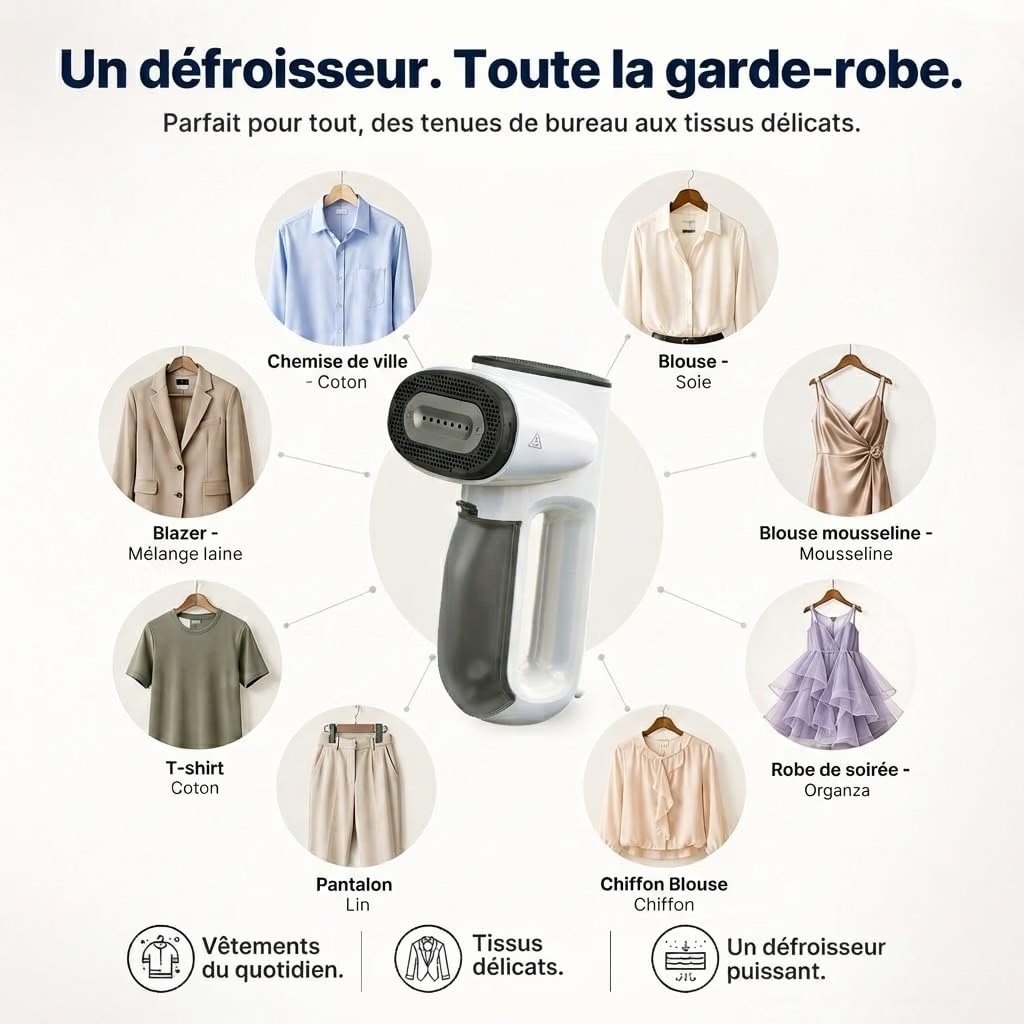 Un défroisseur. Toute la garde-robe.
Parfait pour tout, des tenues de bureau aux tissus délicats.
Chemise de ville
- Coton
Blouse -
Soie
Blazer -
Mélange laine
Blouse mousseline -
Mousseline
T-shirt
Coton
Robe de soirée -
Organza
Pantalon
Lin
Chiffon Blouse
Chiffon
Vêtements
du quotidien.
Tissus
délicats.
Un défroisseur
puissant.